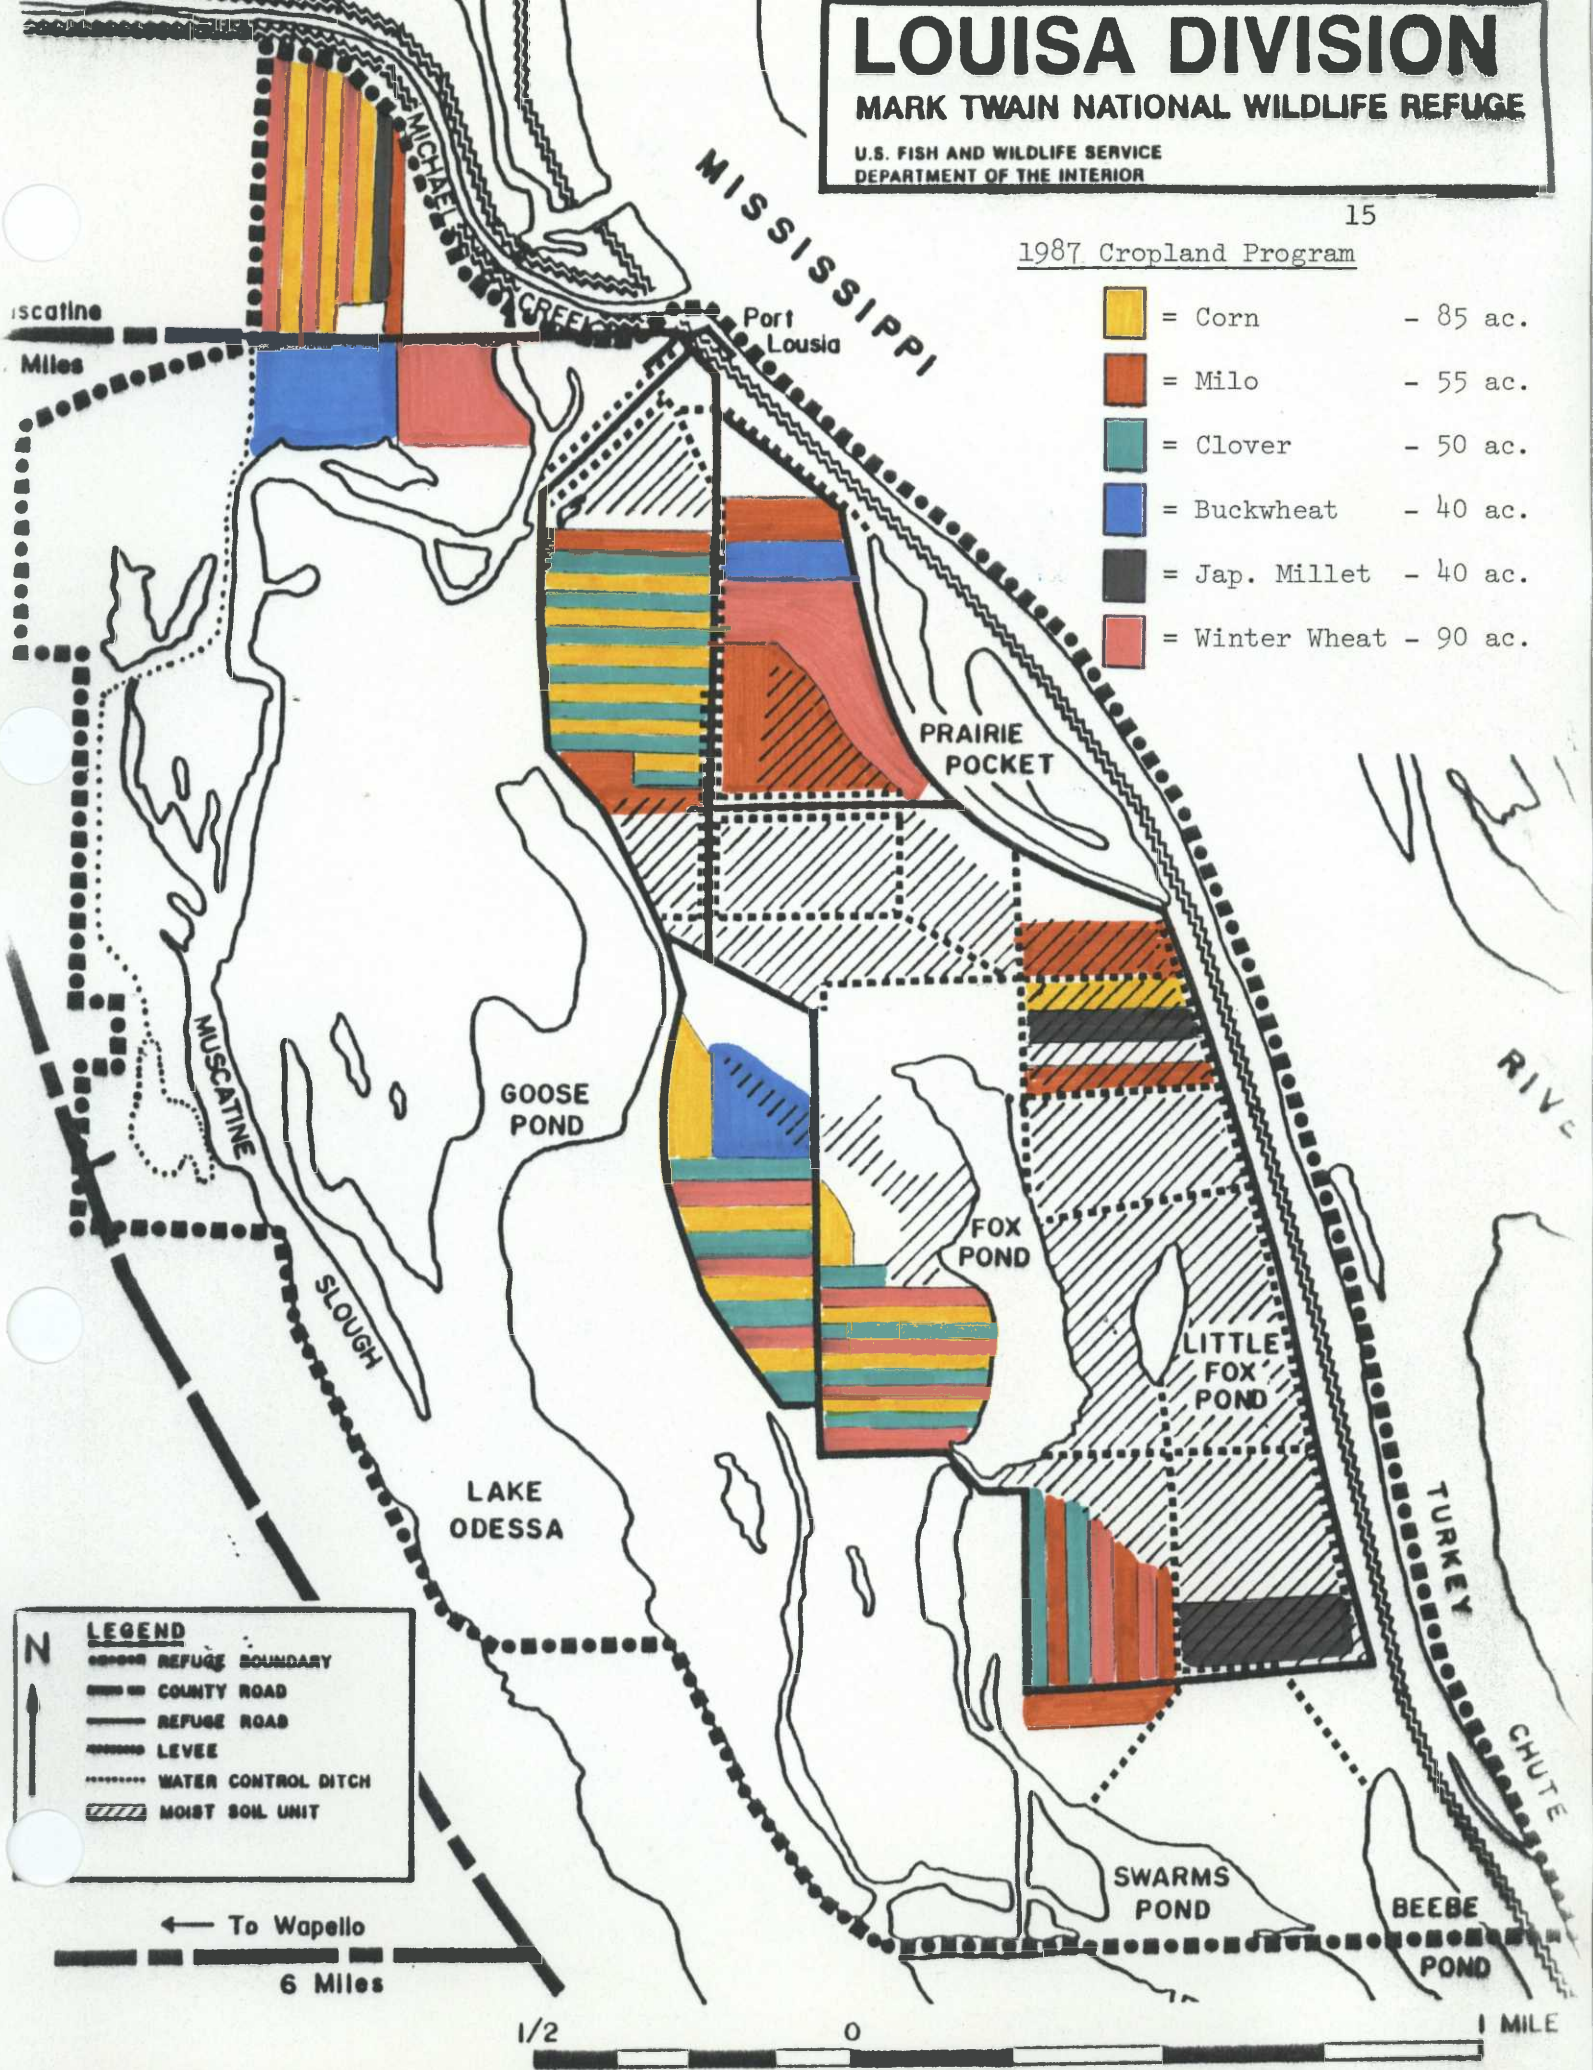 LOUISA DIVISION
MARK TWAIN NATIONAL WILDLIFE REFUGE
U.S. FISH AND WILDLIFE SERVICE
DEPARTMENT OF THE INTERIOR
15
1987 Cropland Program
= Corn - 85 ac.
= Milo - 55 ac.
= Clover - 50 ac.
= Buckwheat - 40 ac.
= Jap. Millet - 40 ac.
= Winter Wheat - 90 ac.
MICHAEL
CREEK
MISSISSIPPI
iscatine
Miles
Port
Lousia
PRAIRIE
POCKET
MUSCATINE
SLOUGH
GOOSE
POND
RIVE
FOX
POND
LITTLE
FOX
POND
LAKE
ODESSA
TURKEY
CHUTE
N
LEGEND
REFUGE BOUNDARY
COUNTY ROAD
REFUGE ROAD
LEVEE
WATER CONTROL DITCH
MOIST SOIL UNIT
SWARMS
POND
BEEBE
POND
← To Wapello
6 Miles
1/2 0 1 MILE